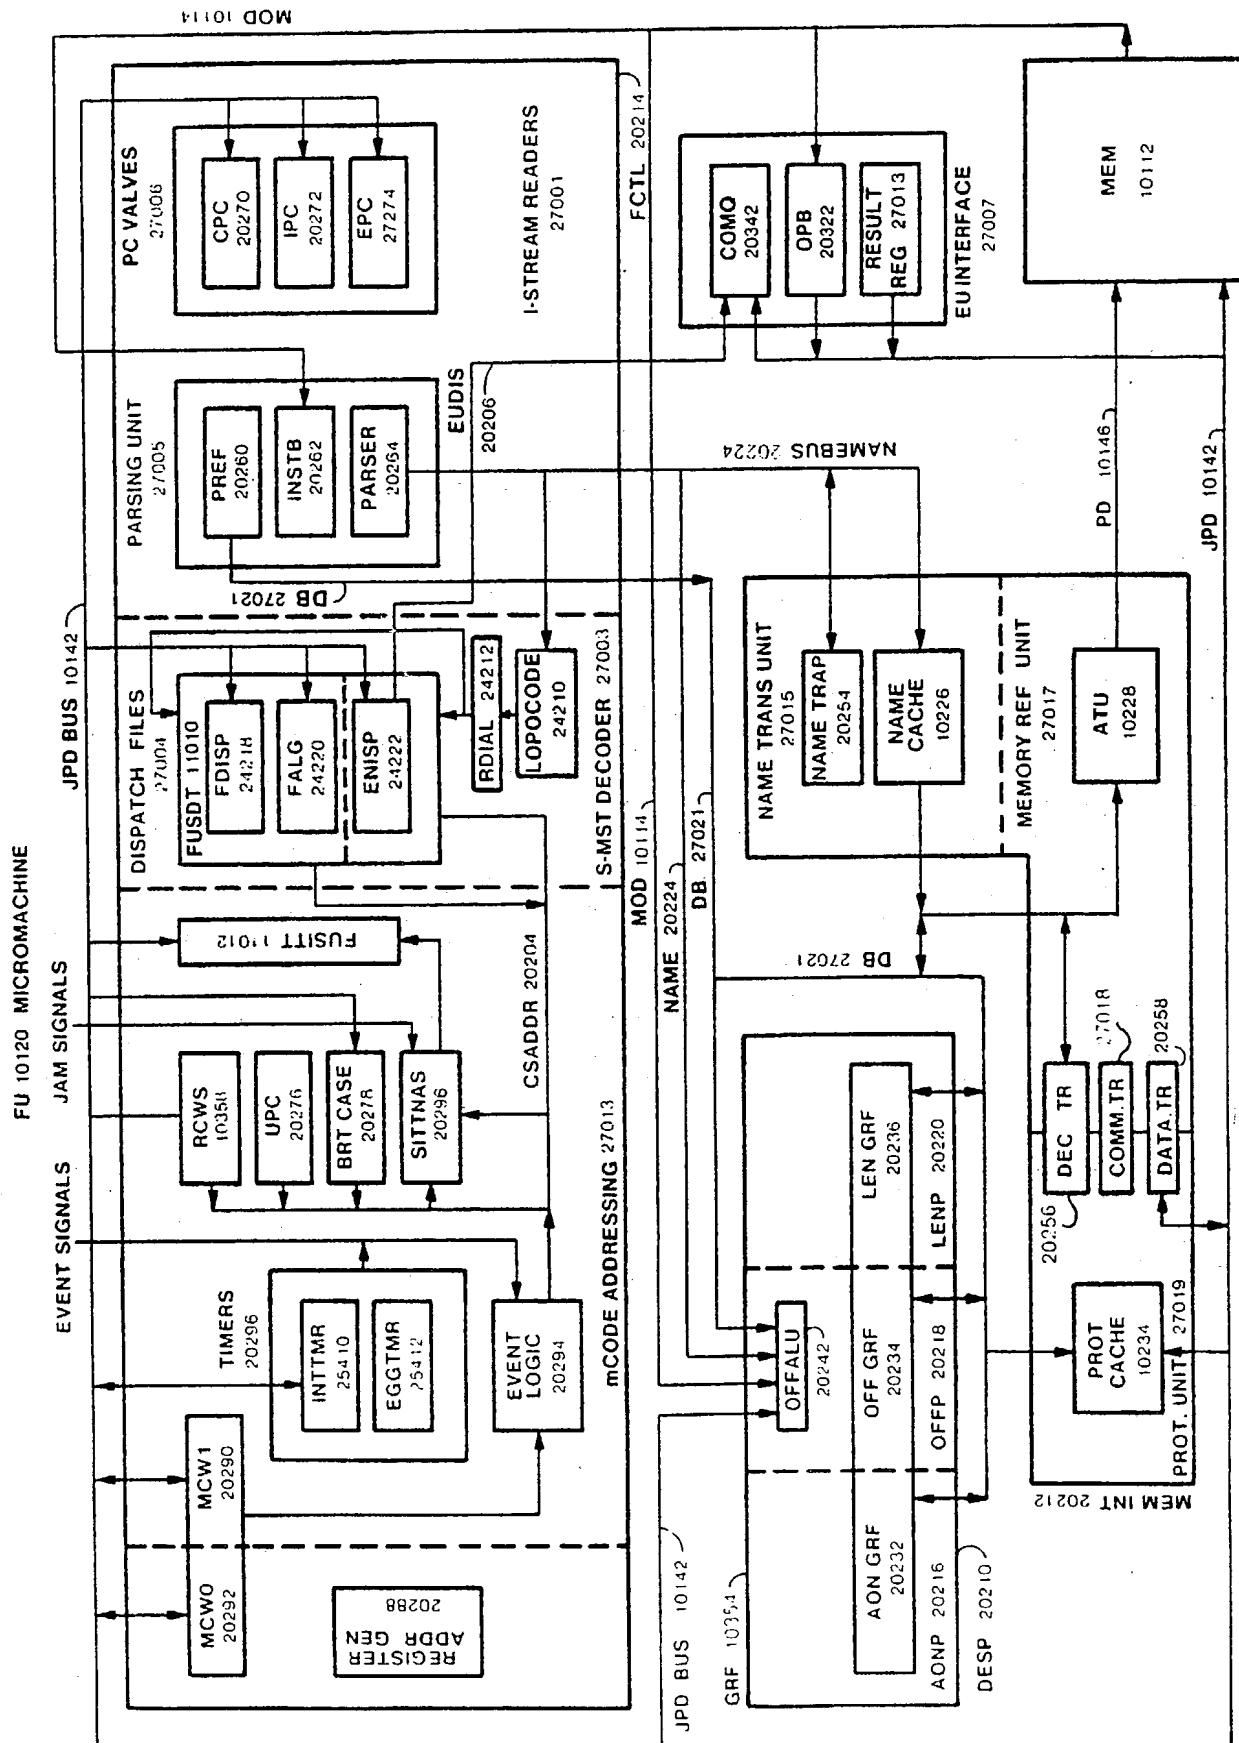 FU 10120 MICROMACHINE
EVENT SIGNALS
JAM SIGNALS
JPD BUS 10142
MOD 10114
MCW0
20292
MCW1
20290
REGISTER
ADDR GEN
20288
TIMERS
20296
INTTMR
25410
EGGTMR
25412
EVENT
LOGIC
20294
RCWS
10358
UPC
20276
BRT CASE
20278
SITTNAS
20296
FUSITT 11012
CSADDR 20204
mCODE ADDRESSING 27013
DISPATCH FILES
27004
FUSDT 11010
FDISP
24218
FALG
24220
ENISP
24222
RDIAL 24212
LOPOCODE
24210
S-MST DECODER 27003
DB 27021
PARSING UNIT
27005
PREF
20260
INSTB
20262
PARSER
20264
EUDIS
20206
PC VALVES
27006
CPC
20270
IPC
20272
EPC
27274
I-STREAM READERS
27001
FCTL 20214
MOD 10114
NAME 20224
DB 27021
NAMEBUS 20224
COMQ
20342
OPB
20322
RESULT
REG 27013
EU INTERFACE
27007
JPD BUS 10142
GRF 10354
OFFALU
20242
AON GRF
20232
OFF GRF
20234
LEN GRF
20236
AONP 20216
OFFP 20218
LENP 20220
DESP 20210
DB 27021
NAME TRANS UNIT
27015
NAME TRAP
20254
NAME
CACHE
10226
MEMORY REF UNIT
27017
ATU
10228
DEC TR
20256
COMM.TR
27018
DATA.TR
20258
PROT
CACHE
10234
PROT. UNIT 27019
MEM INT 20212
PD 10146
JPD 10142
MEM
10112